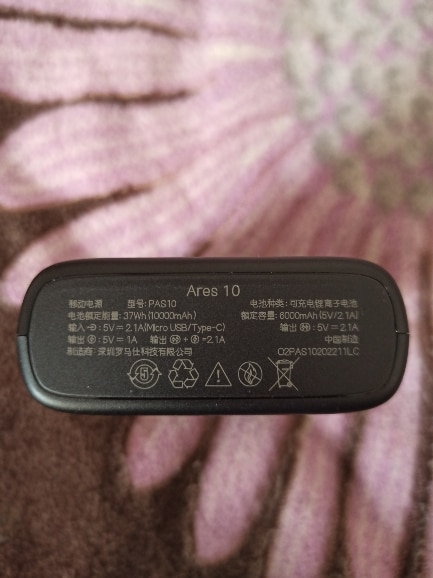 Ares 10
移动电源 型号: PAS10 电池种类: 可充电锂离子电池
电池额定能量: 37Wh (10000mAh) 额定容量: 6000mAh (5V/2.1A)
输入 : 5V = 2.1A(Micro USB/Type-C) 输出 : 5V = 2.1A
输出 : 5V = 1A 输出 + =2.1A 中国制造
制造商: 深圳罗马仕科技有限公司 O2PAS10202211LC
5